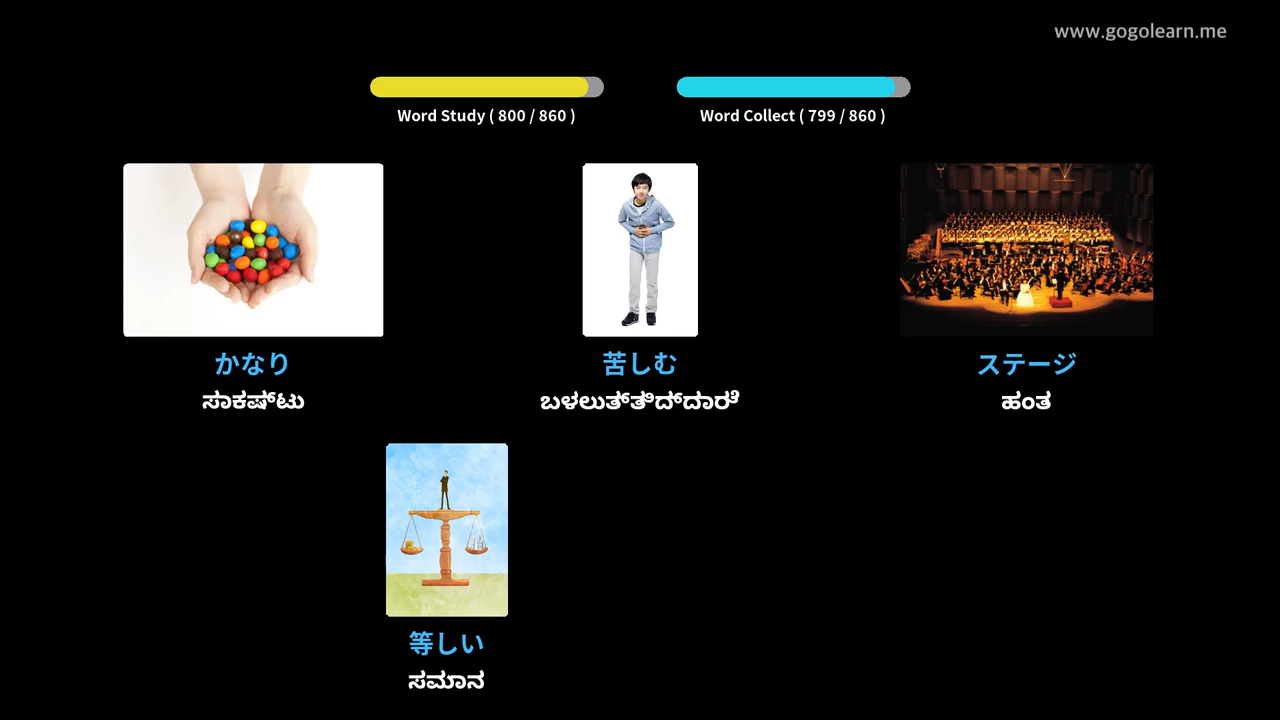 www.gogolearn.me
Word Study ( 800 / 860 )
Word Collect ( 799 / 860 )
かなり
ಸಾಕಷ್ಟು
苦しむ
ಬಳಲುತ್ತಿದ್ದಾರೆ
ステージ
ಹಂತ
等しい
ಸಮಾನ